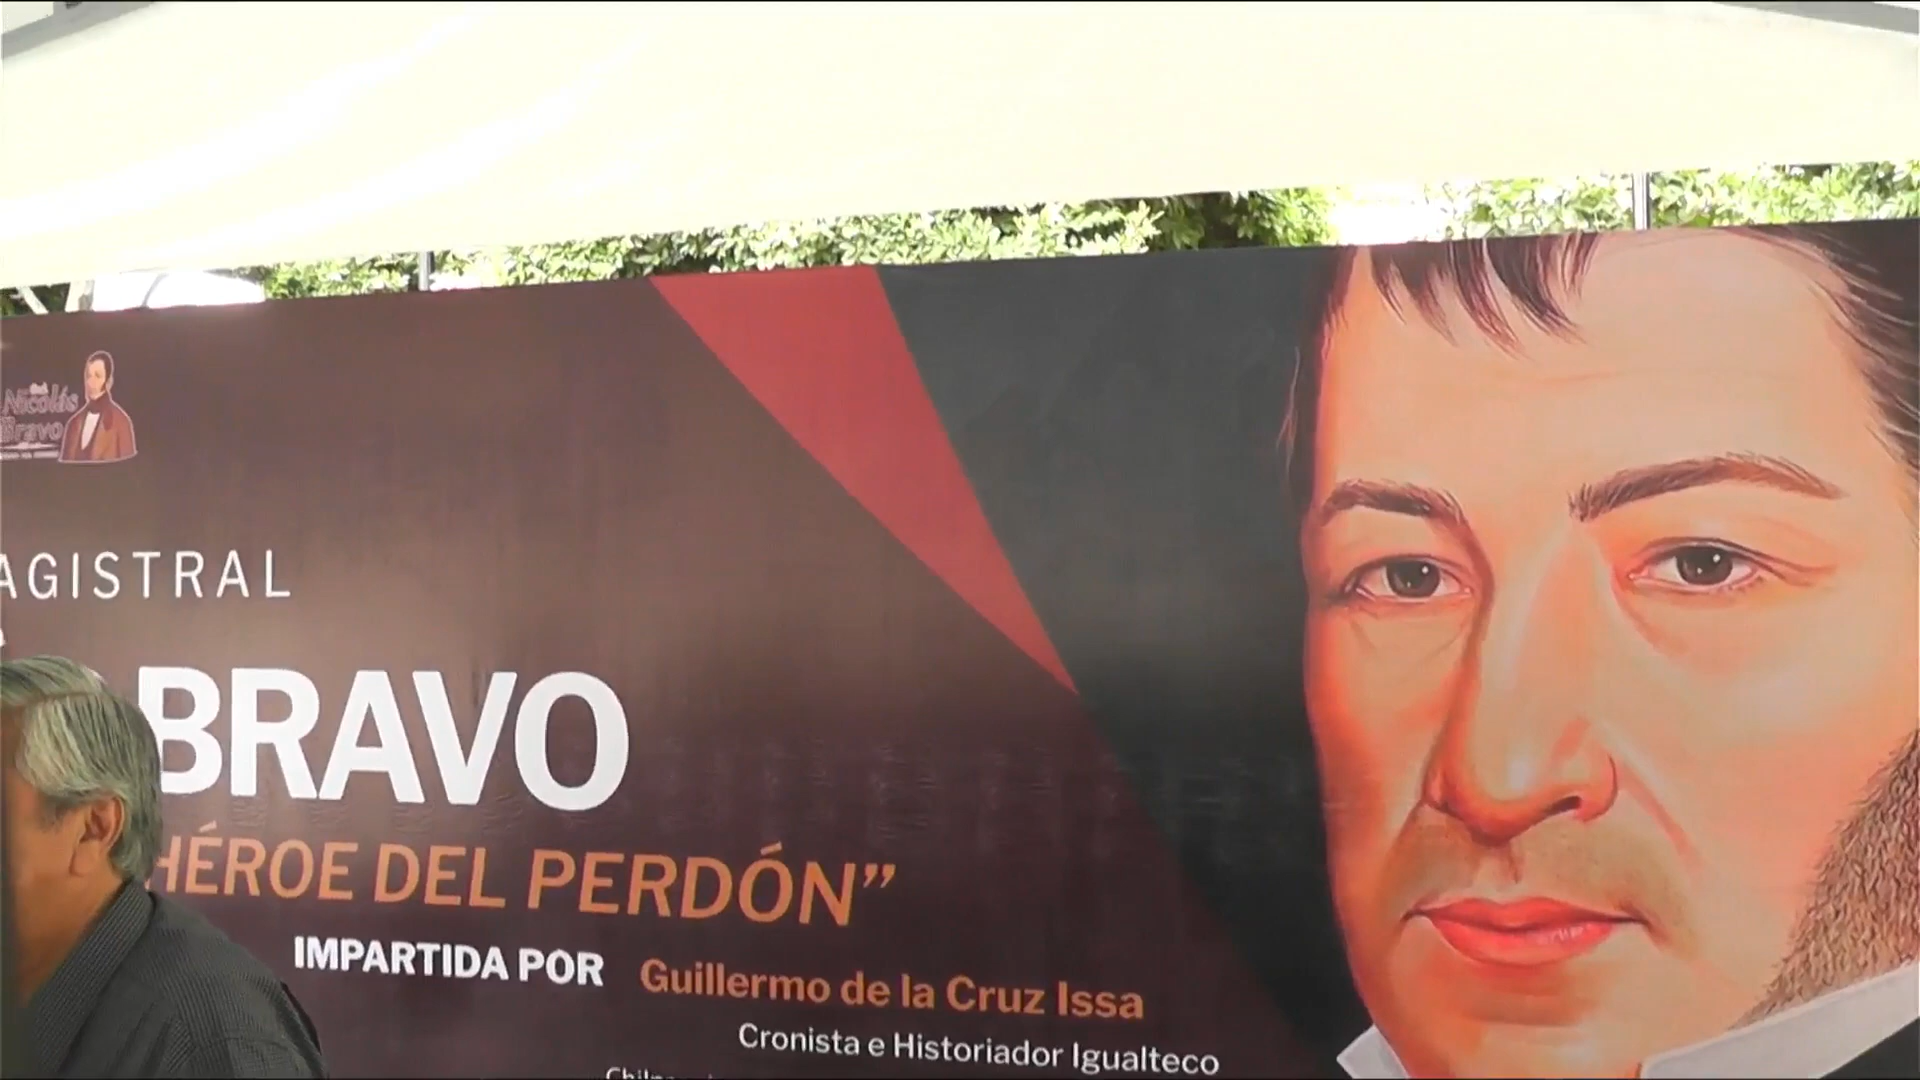 Nicolás
Bravo
AGISTRAL
BRAVO
HÉROE DEL PERDÓN”
IMPARTIDA POR Guillermo de la Cruz Issa
Cronista e Historiador Igualteco